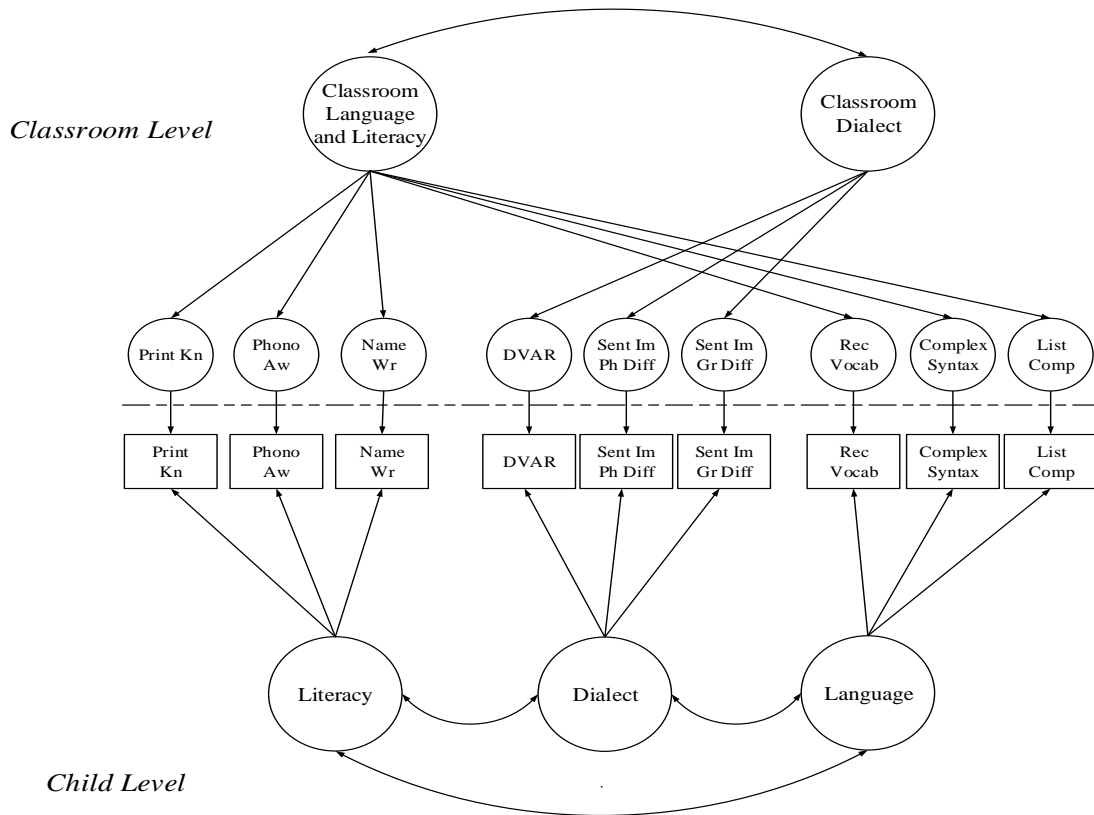 Classroom
Language
and Literacy
Classroom
Dialect
Classroom Level
Print Kn
Phono
Aw
Name
Wr
DVAR
Sent Im
Ph Diff
Sent Im
Gr Diff
Rec
Vocab
Complex
Syntax
List
Comp
Print
Kn
Phono
Aw
Name
Wr
DVAR
Sent Im
Ph Diff
Sent Im
Gr Diff
Rec
Vocab
Complex
Syntax
List
Comp
Literacy
Dialect
Language
Child Level